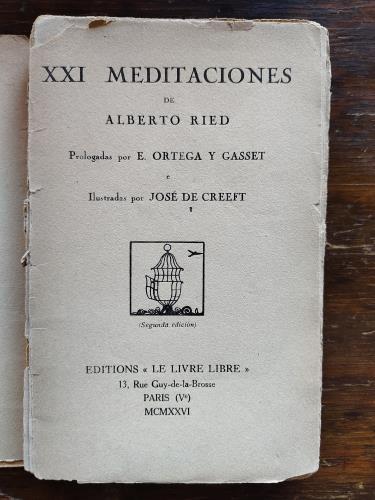 XXI MEDITACIONES
DE
ALBERTO RIED
Prologadas por E. ORTEGA Y GASSET
e
Ilustradas por JOSÉ DE CREEFT
(Segunda edición)
EDITIONS « LE LIVRE LIBRE »
13, Rue Guy-de-la-Brosse
PARIS (Vᵉ)
MCMXXVI